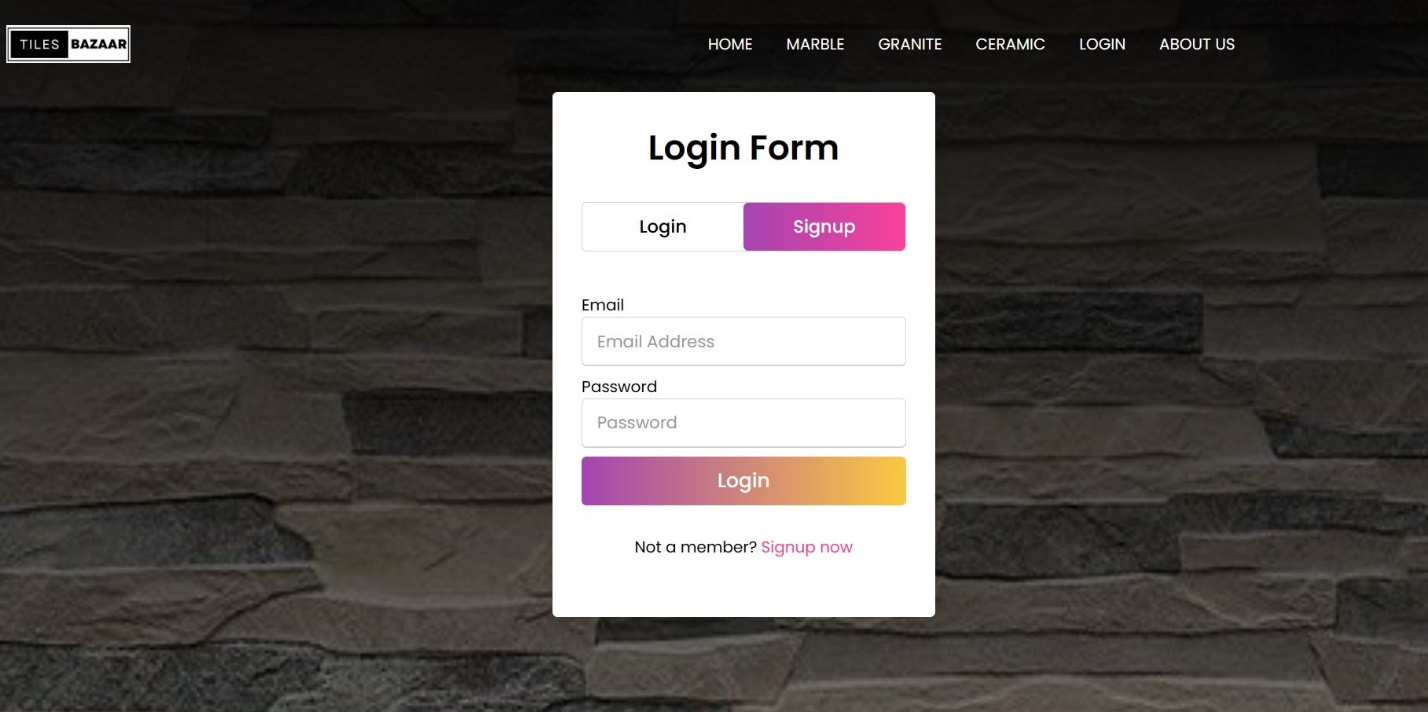 TILES BAZAAR
HOME MARBLE GRANITE CERAMIC LOGIN ABOUT US
Login Form
Login Signup
Email
Email Address
Password
Password
Login
Not a member? Signup now